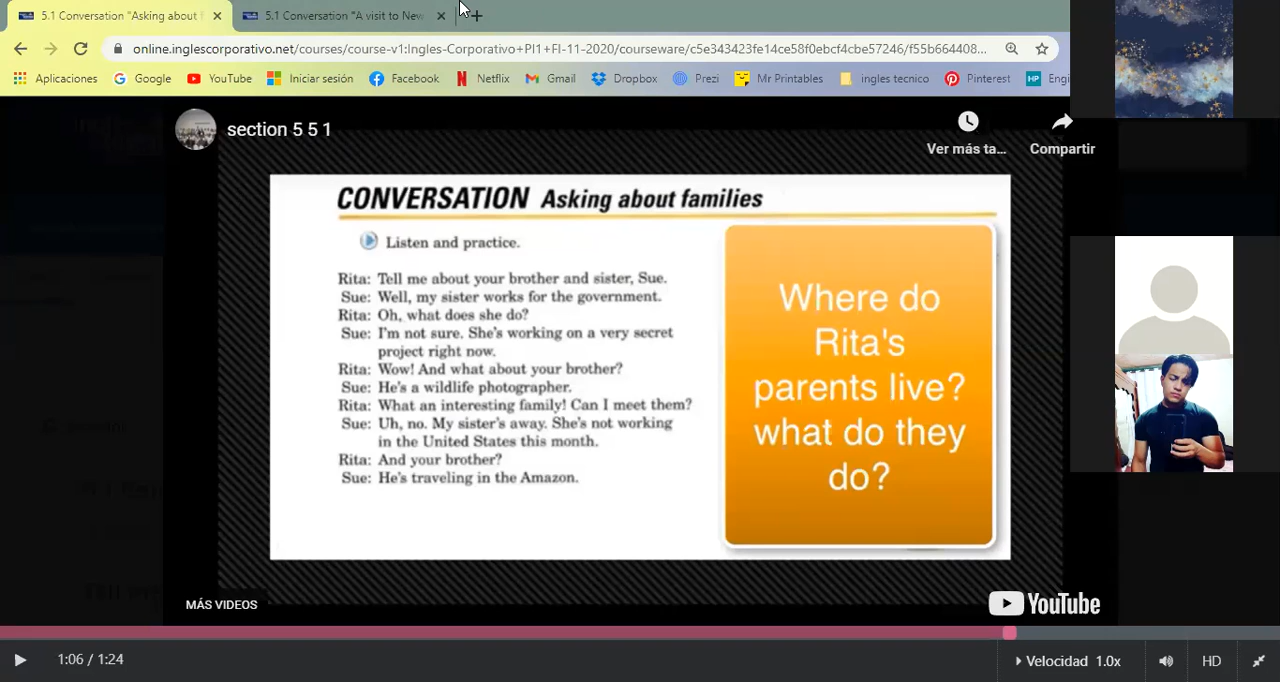 5.1 Conversation "Asking about f
5.1 Conversation "A visit to New
online.inglescorporativo.net/courses/course-v1:Ingles-Corporativo+PI1+FI-11-2020/courseware/c5e343423fe14ce58f0ebcf4cbe57246/f55b664408...
Aplicaciones
Google
YouTube
Iniciar sesión
Facebook
Netflix
Gmail
Dropbox
Prezi
Mr Printables
ingles tecnico
Pinterest
HP
Engl
section 5 5 1
Ver más ta...
Compartir
CONVERSATION Asking about families
Listen and practice.
Rita: Tell me about your brother and sister, Sue.
Sue: Well, my sister works for the government.
Rita: Oh, what does she do?
Sue: I'm not sure. She's working on a very secret
project right now.
Rita: Wow! And what about your brother?
Sue: He's a wildlife photographer.
Rita: What an interesting family! Can I meet them?
Sue: Uh, no. My sister's away. She's not working
in the United States this month.
Rita: And your brother?
Sue: He's traveling in the Amazon.
Where do
Rita's
parents live?
what do they
do?
MÁS VIDEOS
YouTube
1:06 / 1:24
Velocidad 1.0x
HD